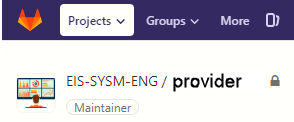 Projects Groups More
EIS-SYSM-ENG / provider
Maintainer